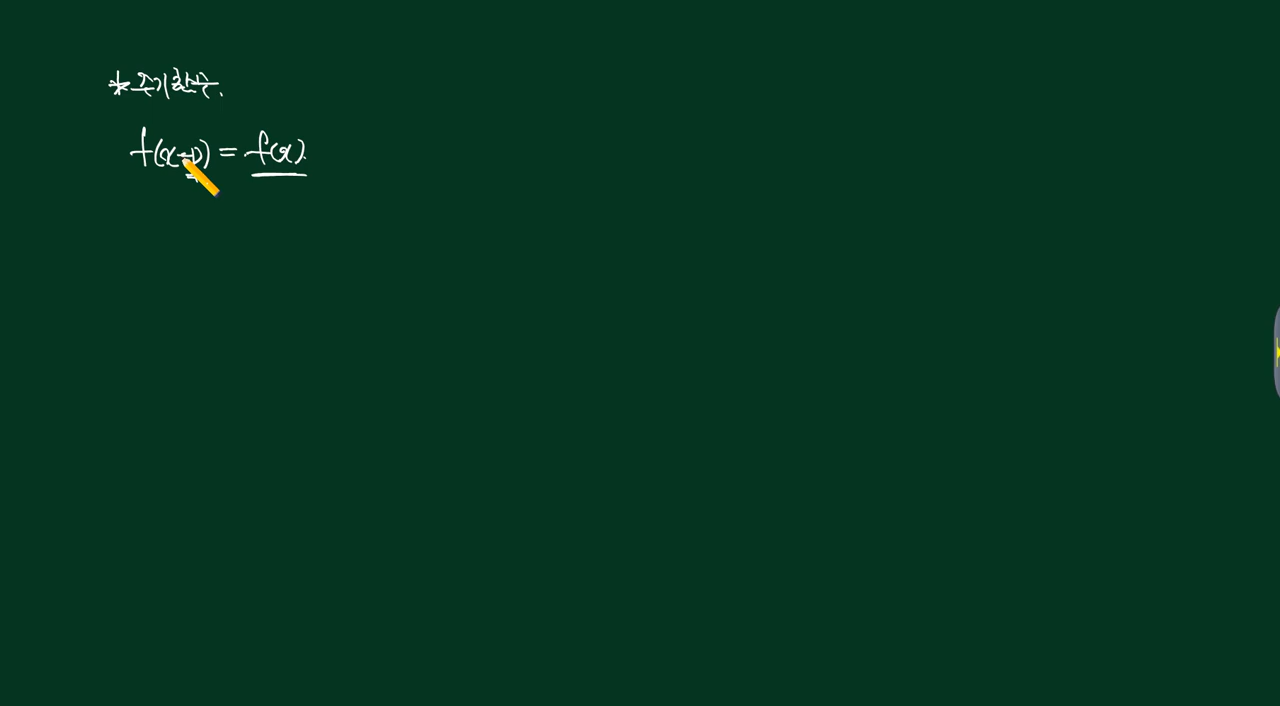 * 주기함수.
f(x+p) = f(x).